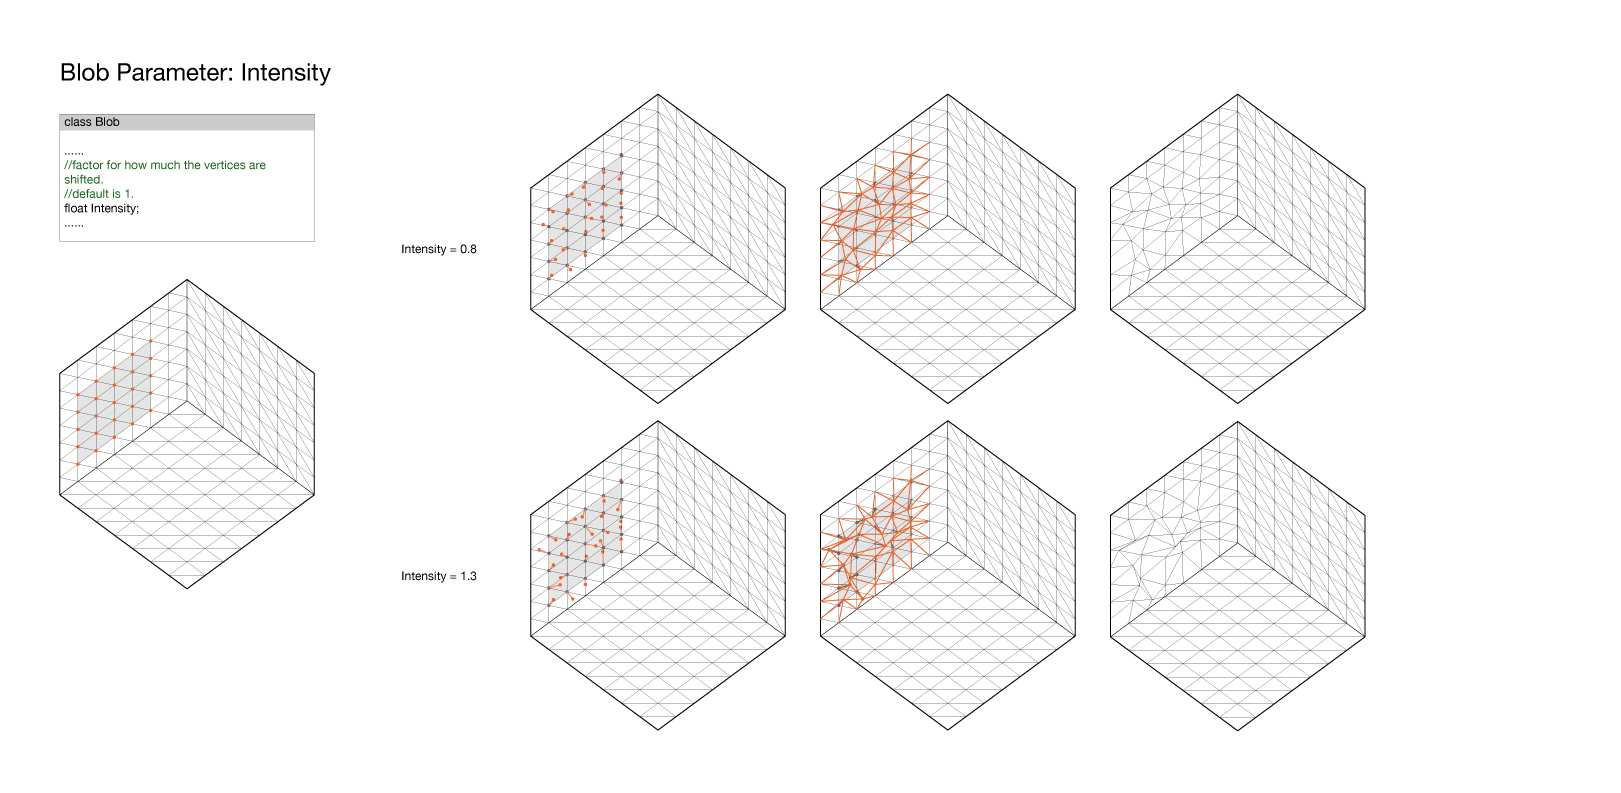 Blob Parameter: Intensity
class Blob
......
//factor for how much the vertices are
shifted.
//default is 1.
float Intensity;
......
Intensity = 0.8
Intensity = 1.3